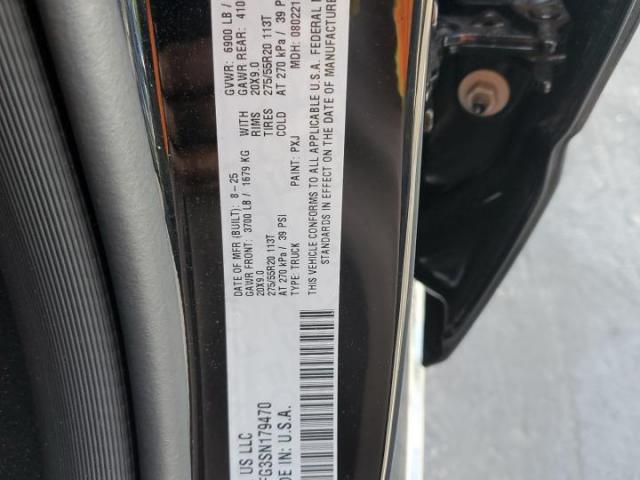 US LLC
DATE OF MFR (BUILT): 8-25
GVWR: 6900 LB /
GAWR FRONT: 3700 LB / 1679 KG WITH
GAWR REAR: 410
20X9.0 RIMS 20X9.0
275/55R20 113T TIRES 275/55R20 113T
AT 270 kPa / 39 PSI COLD AT 270 kPa / 39 PS
TYPE: TRUCK PAINT: PXJ MDH: 080221
THIS VEHICLE CONFORMS TO ALL APPLICABLE U.S.A. FEDERAL
STANDARDS IN EFFECT ON THE DATE OF MANUFACTURE
FG3SN179470
DE IN: U.S.A.